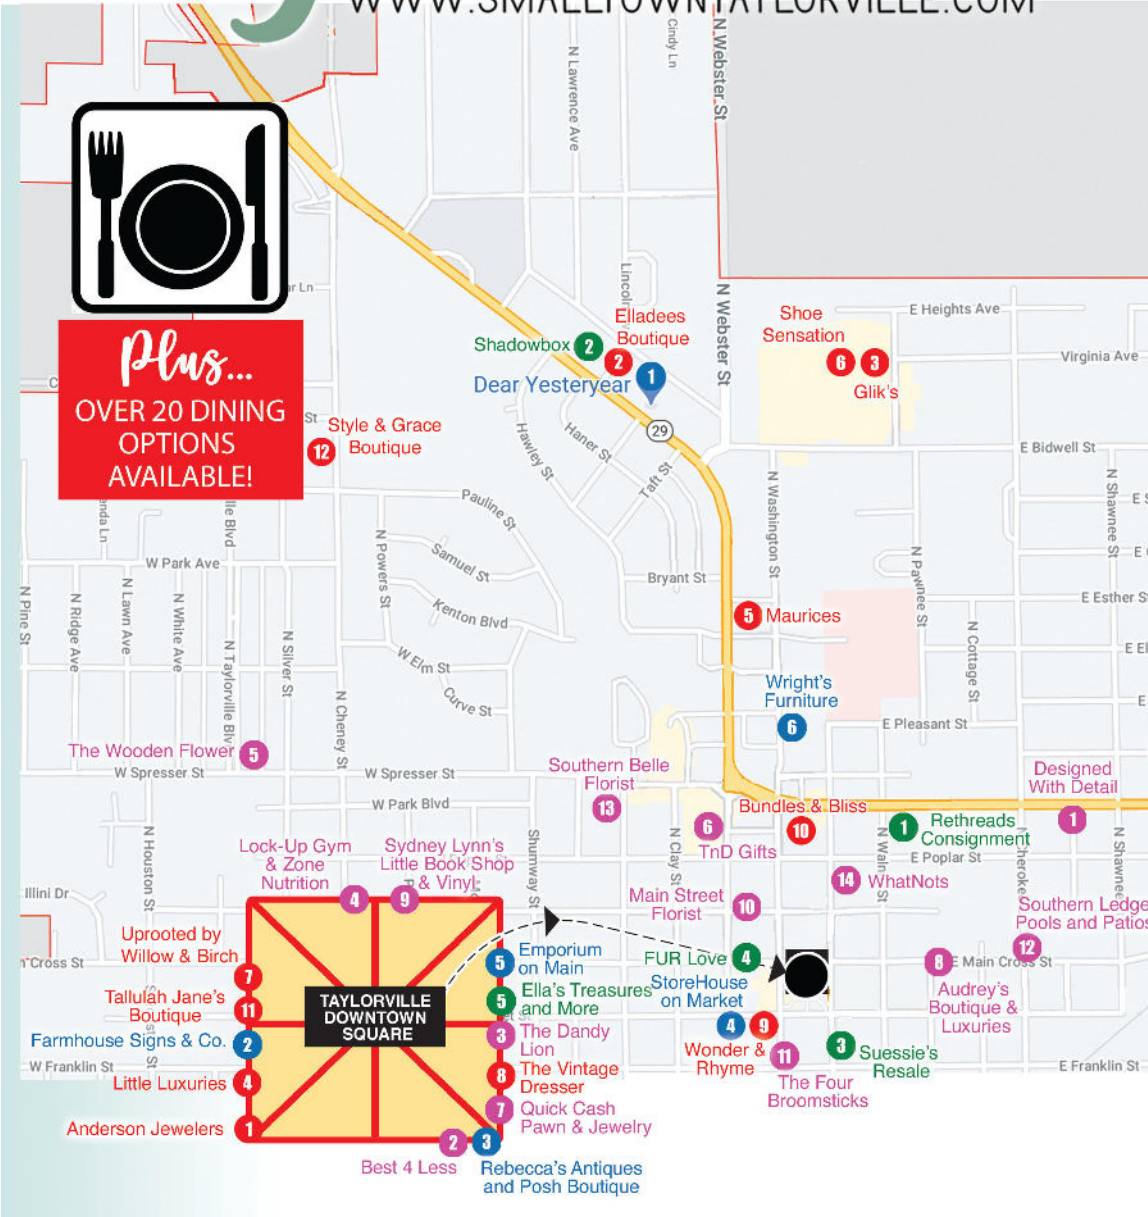 WWW.SMALLTOWNTAYLORVILLE.COM
Cindy Ln
N Webster St
N Lawrence Ave
Plus...
OVER 20 DINING
OPTIONS
AVAILABLE!
Lincoln
N Webster St
E Heights Ave
Virginia Ave
Shoe
Sensation
6
3
Glik's
Elladees
Boutique
2
Shadowbox
2
Dear Yesteryear
1
29
St
Style & Grace
Boutique
12
Hawley St
Haner St
Taft St
E Bidwell St
N Shawnee St
N Washington St
Pauline St
N Powers St
Samuel St
Kenton Blvd
W Elm St
Curve St
Bryant St
N Pawnee St
E Esther St
N Cottage St
W Park Ave
N Pine St
N Ridge Ave
N Lawn Ave
N White Ave
N Taylorville Blv
N Silver St
N Cheney St
5
Maurices
Wright's
Furniture
6
E Pleasant St
The Wooden Flower
5
W Spresser St
W Spresser St
W Park Blvd
Southern Belle
Florist
13
Designed
With Detail
1
Bundles & Bliss
10
6
TnD Gifts
1
Rethreads
Consignment
E Poplar St
N Houston St
Shumway St
N Clay St
N Waln St
Cherokee
N Shawnee
Lock-Up Gym
& Zone
Nutrition
4
Sydney Lynn's
Little Book Shop
& Vinyl
9
14
WhatNots
Illini Dr
Main Street
Florist
10
Southern Ledge
Pools and Patios
12
Uprooted by
Willow & Birch
7
Cross St
5
Emporium
on Main
FUR Love
4
8
E Main Cross St
Audrey's
Boutique &
Luxuries
Tallulah Jane's
Boutique
11
TAYLORVILLE
DOWNTOWN
SQUARE
5
Ella's Treasures
and More
StoreHouse
on Market
4
9
Wonder &
Rhyme
Farmhouse Signs & Co.
2
3
The Dandy
Lion
11
The Four
Broomsticks
3
Suessie's
Resale
W Franklin St
E Franklin St
Little Luxuries
4
8
The Vintage
Dresser
7
Quick Cash
Pawn & Jewelry
Anderson Jewelers
1
2
3
Best 4 Less
Rebecca's Antiques
and Posh Boutique